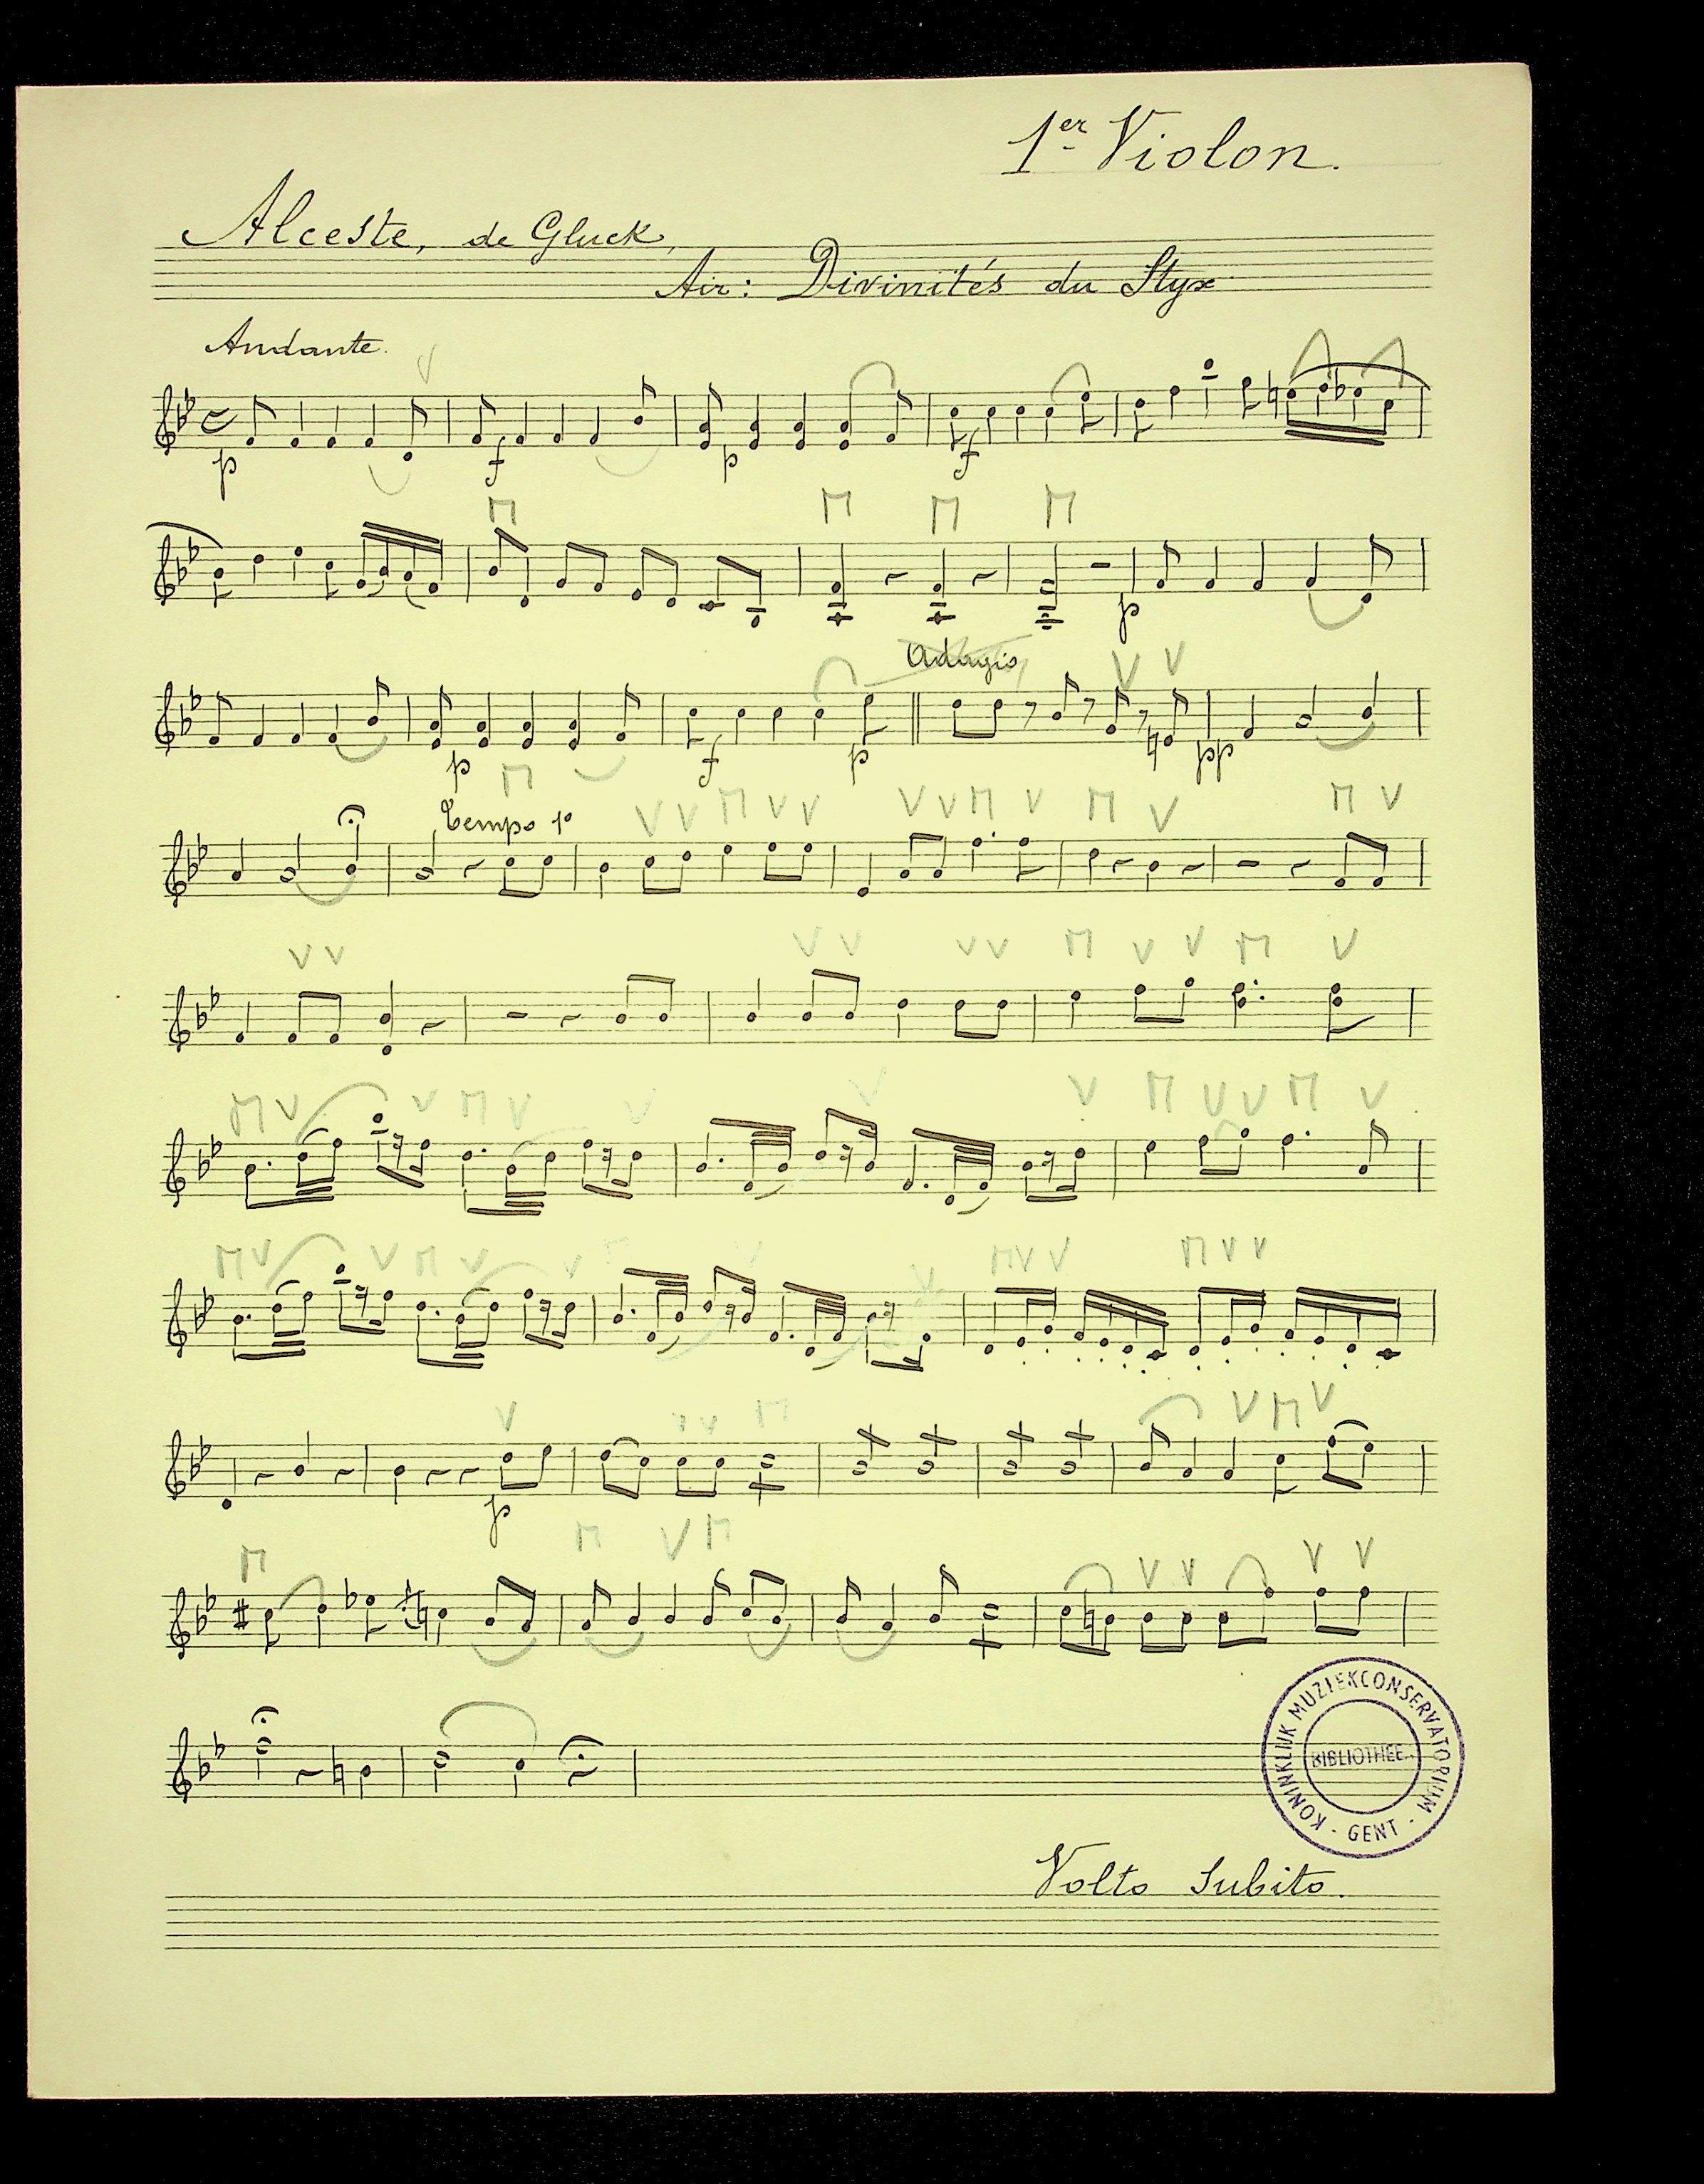 1er Violon.
Alceste, de Gluck,
Air: Divinités du Styx
Andante.
p f p f
p
Adagio
p f p pp
Tempo 1o
p
KONINKLIJK MUZIEKCONSERVATORIUM - GENT -
BIBLIOTHEE
Volto Subito.